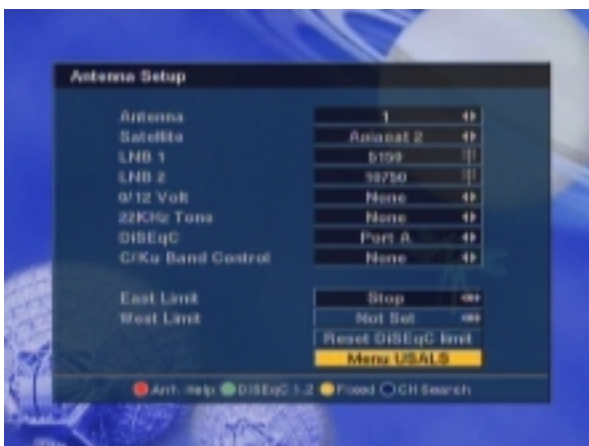 Antenna Setup
Antenna 1
Satellite Asiasat 2
LNB 1 5150
LNB 2 10750
0/12 Volt None
22KHz Tone None
DiSEqC Port A
C/Ku Band Control None
East Limit Stop
West Limit Not Set
Reset DiSEqC limit
Menu USALS
Ant. Help DiSEqC 1.2 Fixed CH Search